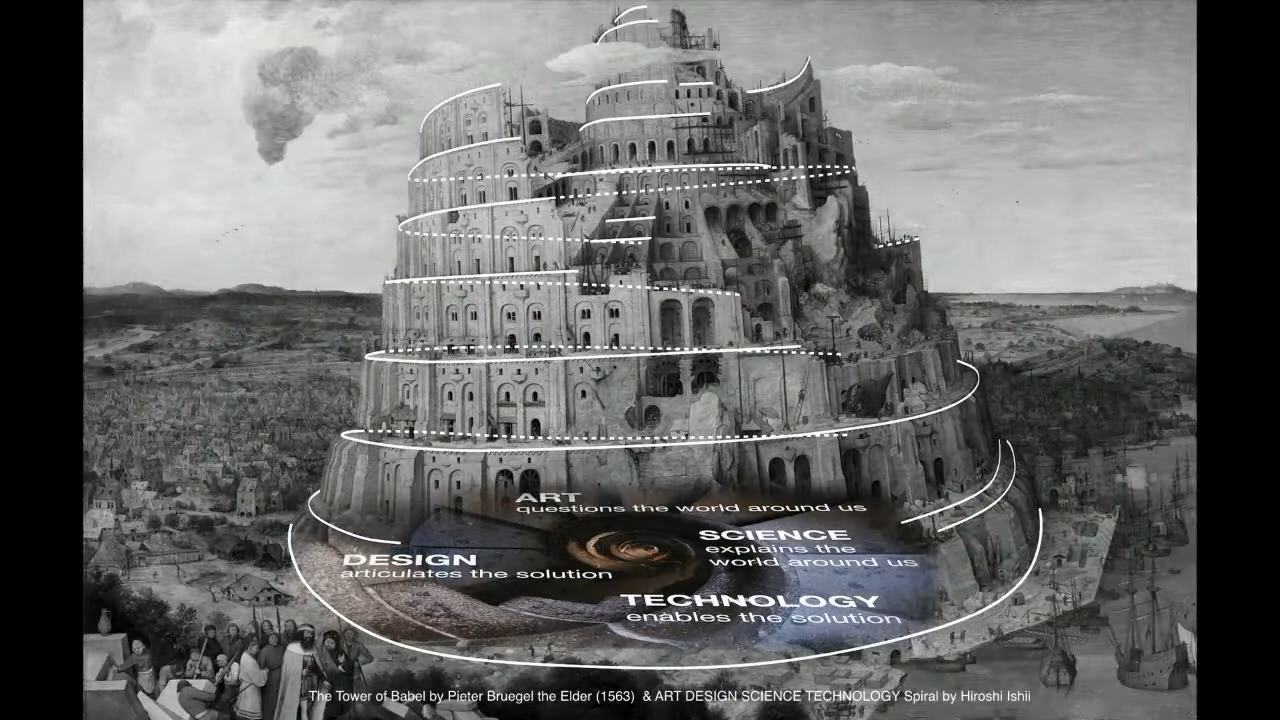 ART
questions the world around us
SCIENCE
explains the
world around us
DESIGN
articulates the solution
TECHNOLOGY
enables the solution
The Tower of Babel by Pieter Bruegel the Elder (1563)  & ART DESIGN SCIENCE TECHNOLOGY Spiral by Hiroshi Ishii